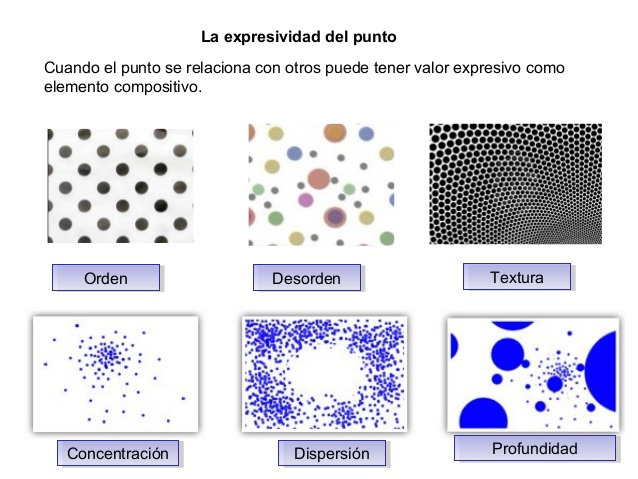 La expresividad del punto
Cuando el punto se relaciona con otros puede tener valor expresivo como
elemento compositivo.
Orden
Desorden
Textura
Concentración
Dispersión
Profundidad